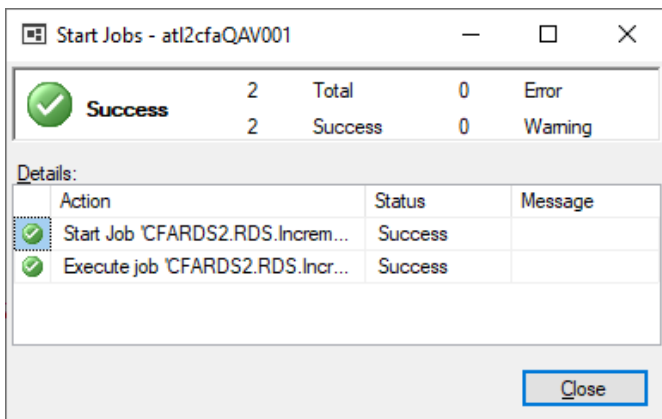 Start Jobs - atl2cfaQAV001
Success 2 Total 0 Error
2 Success 0 Warning
Details:
Action Status Message
Start Job 'CFARDS2.RDS.Increm... Success
Execute job 'CFARDS2.RDS.Incr... Success
Close